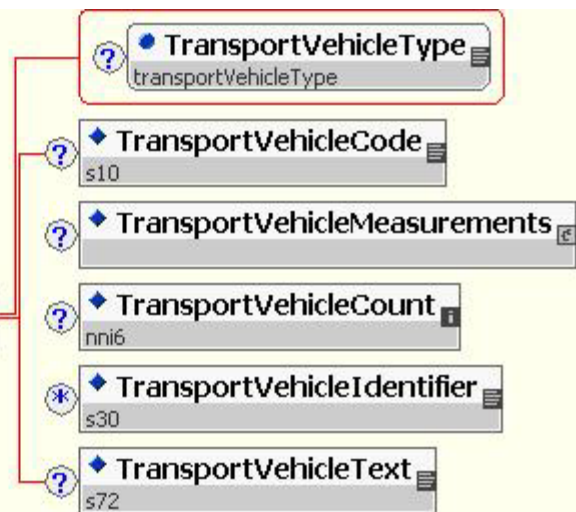 ? TransportVehicleType
transportVehicleType
? TransportVehicleCode
s10
? TransportVehicleMeasurements
? TransportVehicleCount
nni6
* TransportVehicleIdentifier
s30
? TransportVehicleText
s72